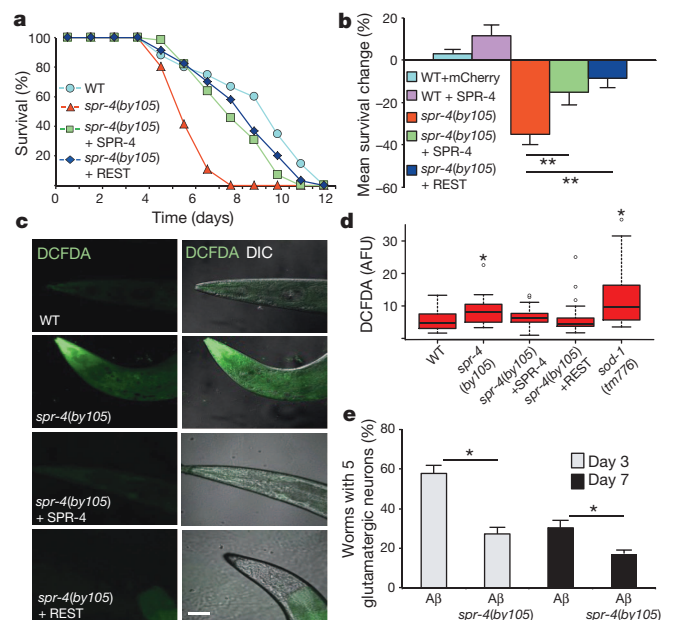 a
Survival (%)
100
80
60
40
20
WT
spr-4(by105)
spr-4(by105)
+ SPR-4
spr-4(by105)
+ REST
0 2 4 6 8 10 12
Time (days)
b
Mean survival change (%)
20
0
−20
−40
−60
WT+mCherry
WT + SPR-4
spr-4(by105)
spr-4(by105)
+ SPR-4
spr-4(by105)
+ REST
**
**
c
DCFDA
DCFDA DIC
WT
spr-4(by105)
spr-4(by105)
+ SPR-4
spr-4(by105)
+ REST
d
DCFDA (AFU)
30
20
10
*
*
WT
spr-4
(by105)
spr-4(by105)
+SPR-4
spr-4(by105)
+REST
sod-1
(tm776)
e
Worms with 5
glutamatergic neurons (%)
80
60
40
20
0
*
*
Day 3
Day 7
Aβ Aβ Aβ Aβ
spr-4(by105) spr-4(by105)